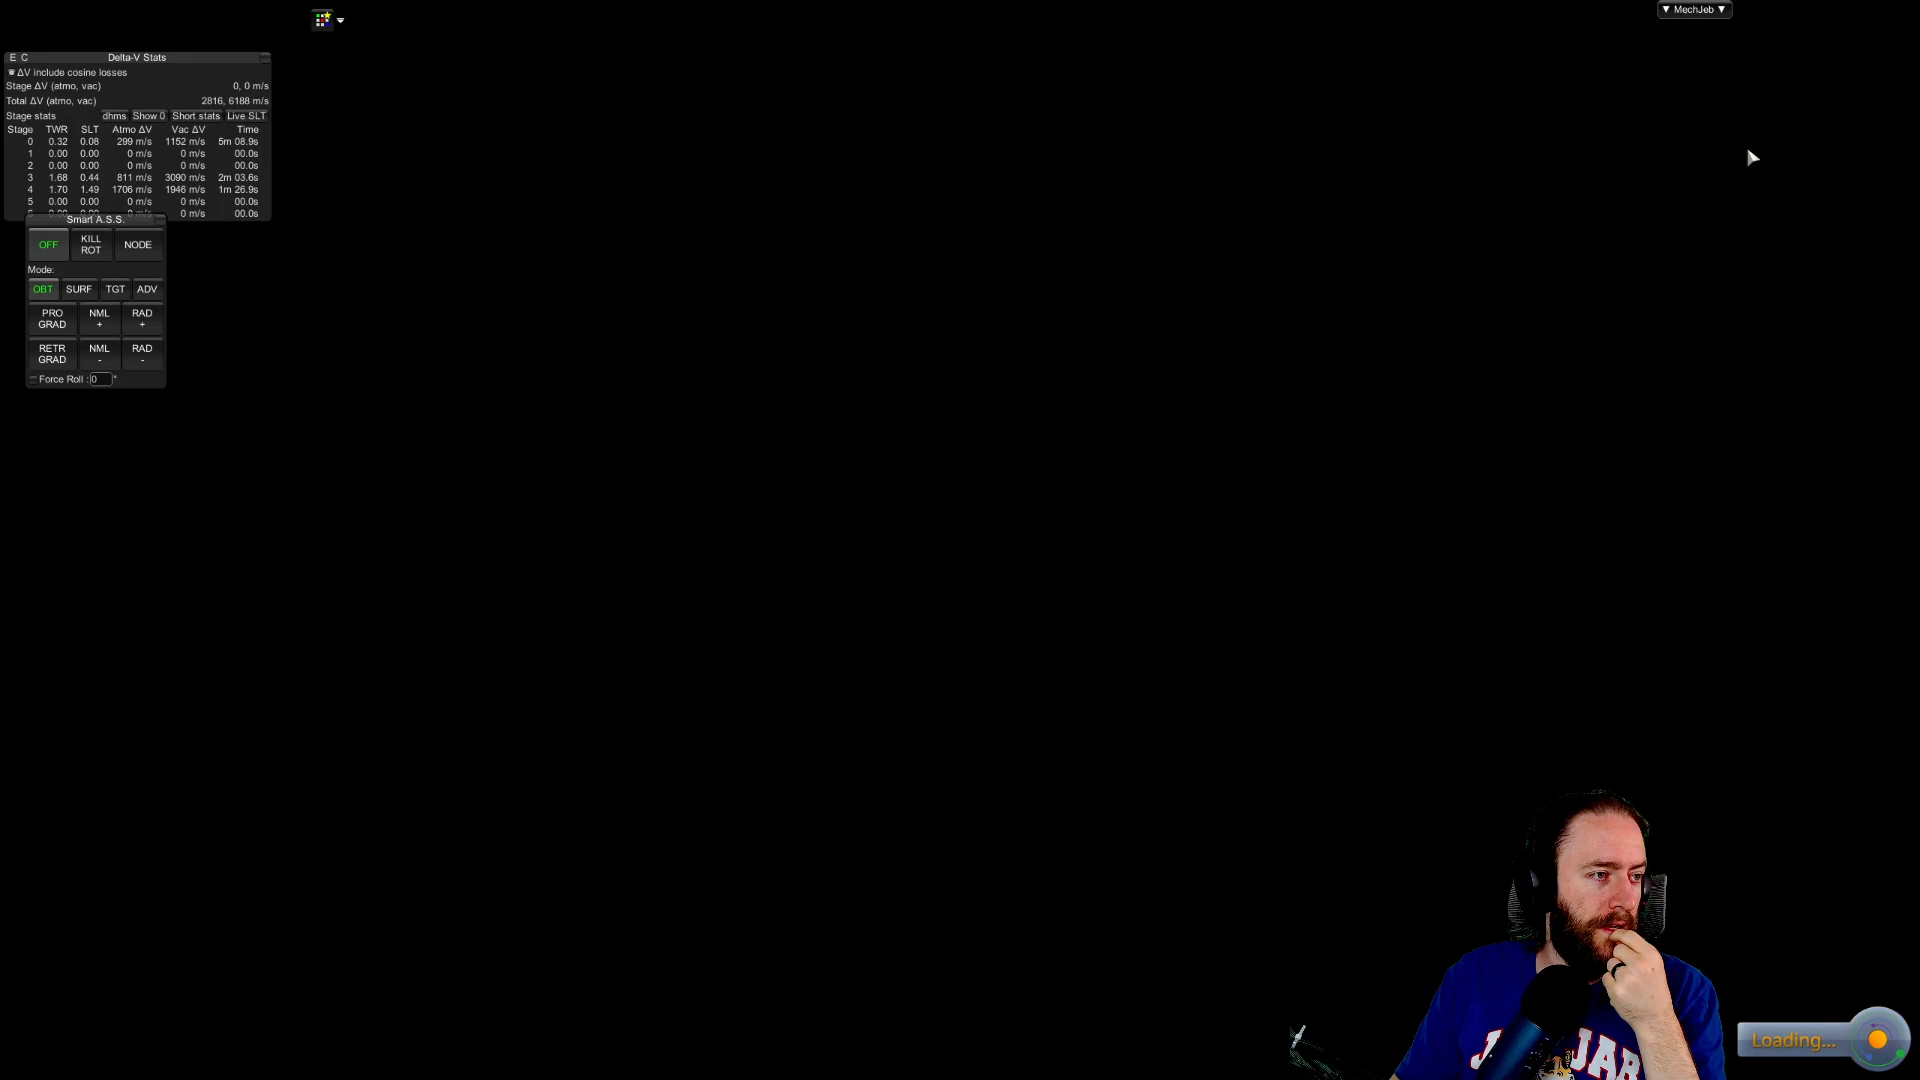 ▼ MechJeb ▼
E C Delta-V Stats
ΔV include cosine losses
Stage ΔV (atmo, vac) 0, 0 m/s
Total ΔV (atmo, vac) 2816, 6188 m/s
Stage stats dhms Show 0 Short stats Live SLT
Stage TWR SLT Atmo ΔV Vac ΔV Time
0 0.32 0.08 299 m/s 1152 m/s 5m 08.9s
1 0.00 0.00 0 m/s 0 m/s 00.0s
2 0.00 0.00 0 m/s 0 m/s 00.0s
3 1.68 0.44 811 m/s 3090 m/s 2m 03.6s
4 1.70 1.49 1706 m/s 1946 m/s 1m 26.9s
5 0.00 0.00 0 m/s 0 m/s 00.0s
0.00 0.00 0 m/s 0 m/s 00.0s
Smart A.S.S.
OFF KILL ROT NODE
Mode:
OBT SURF TGT ADV
PRO GRAD NML + RAD +
RETR GRAD NML - RAD -
Force Roll : 0 °
Loading...